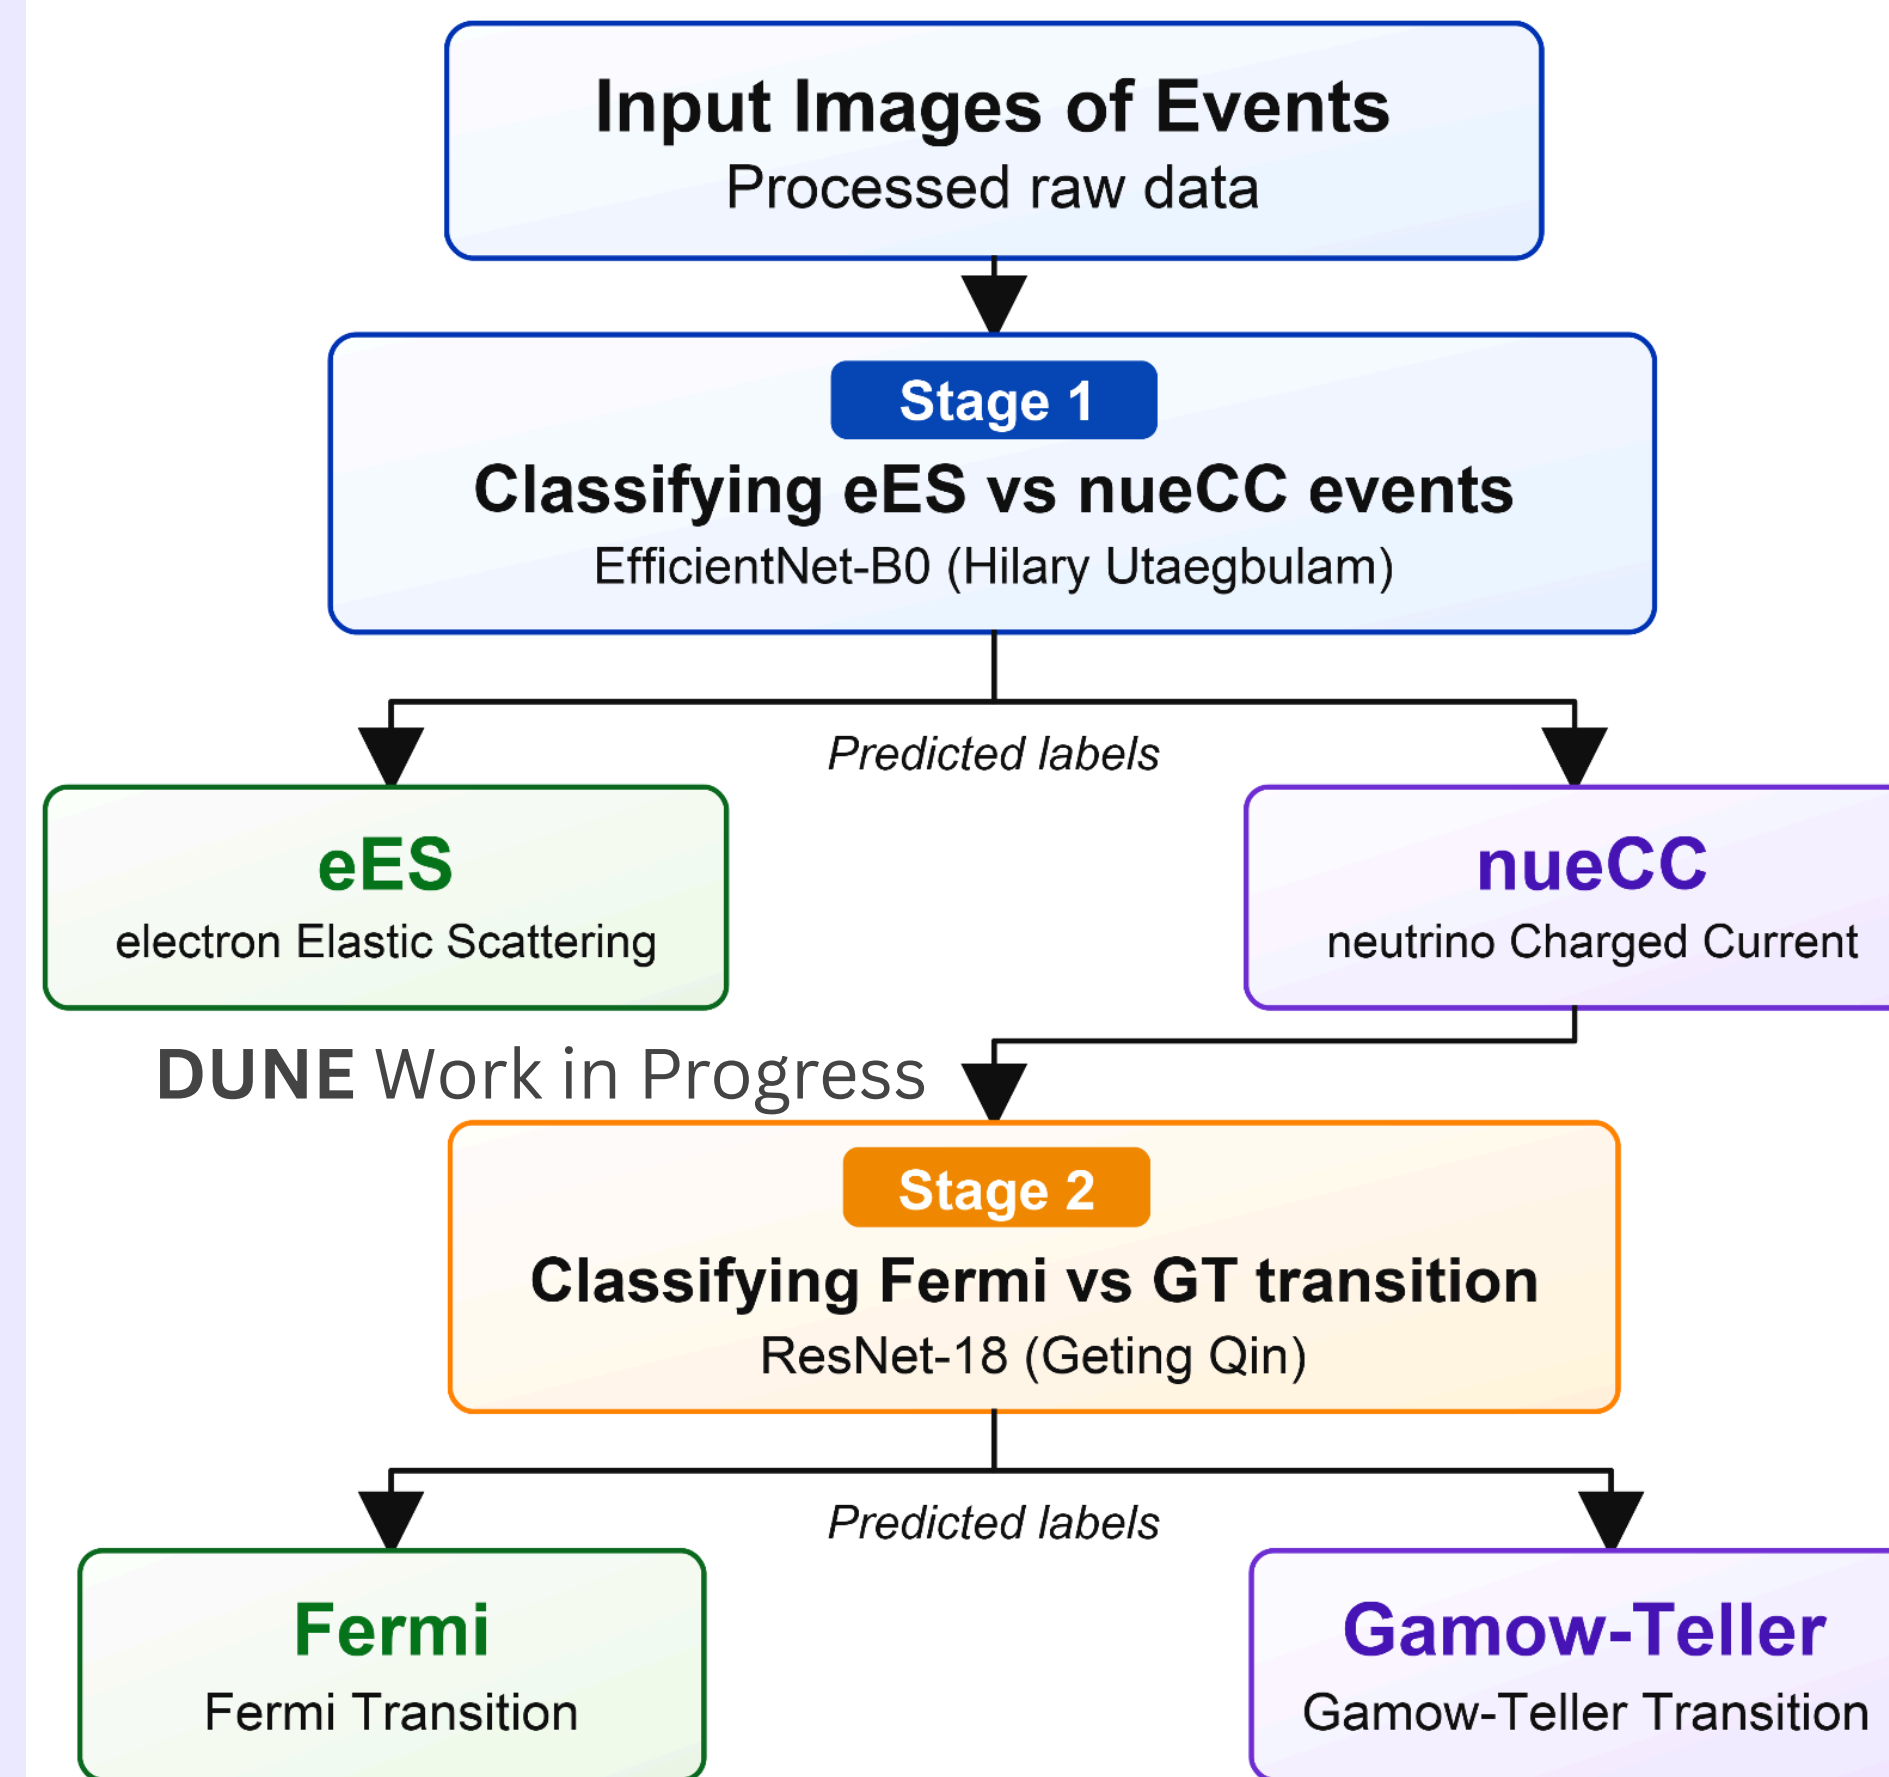 Input Images of Events
Processed raw data
Stage 1
Classifying eES vs nueCC events
EfficientNet-B0 (Hilary Utaegbulam)
Predicted labels
eES
electron Elastic Scattering
nueCC
neutrino Charged Current
DUNE Work in Progress
Stage 2
Classifying Fermi vs GT transition
ResNet-18 (Geting Qin)
Predicted labels
Fermi
Fermi Transition
Gamow-Teller
Gamow-Teller Transition